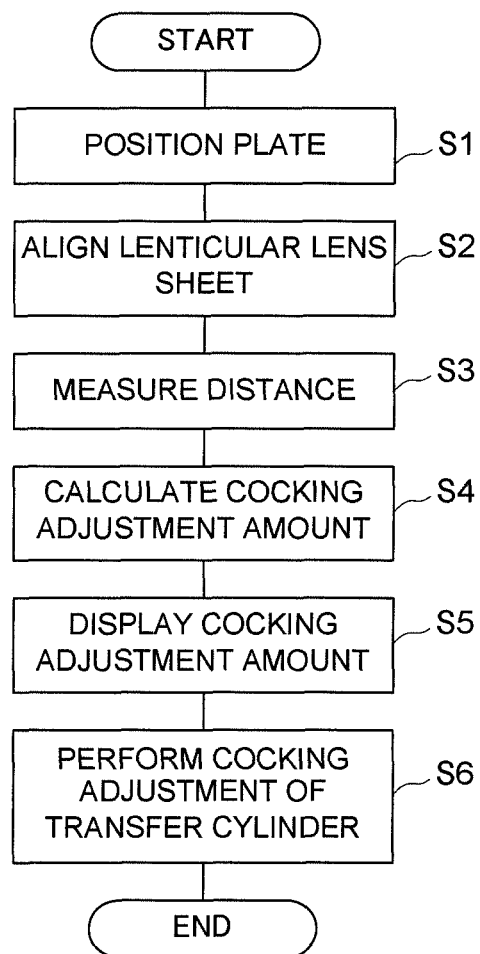 START
POSITION PLATE
S1
ALIGN LENTICULAR LENS
SHEET
S2
MEASURE DISTANCE
S3
CALCULATE COCKING
ADJUSTMENT AMOUNT
S4
DISPLAY COCKING
ADJUSTMENT AMOUNT
S5
PERFORM COCKING
ADJUSTMENT OF
TRANSFER CYLINDER
S6
END